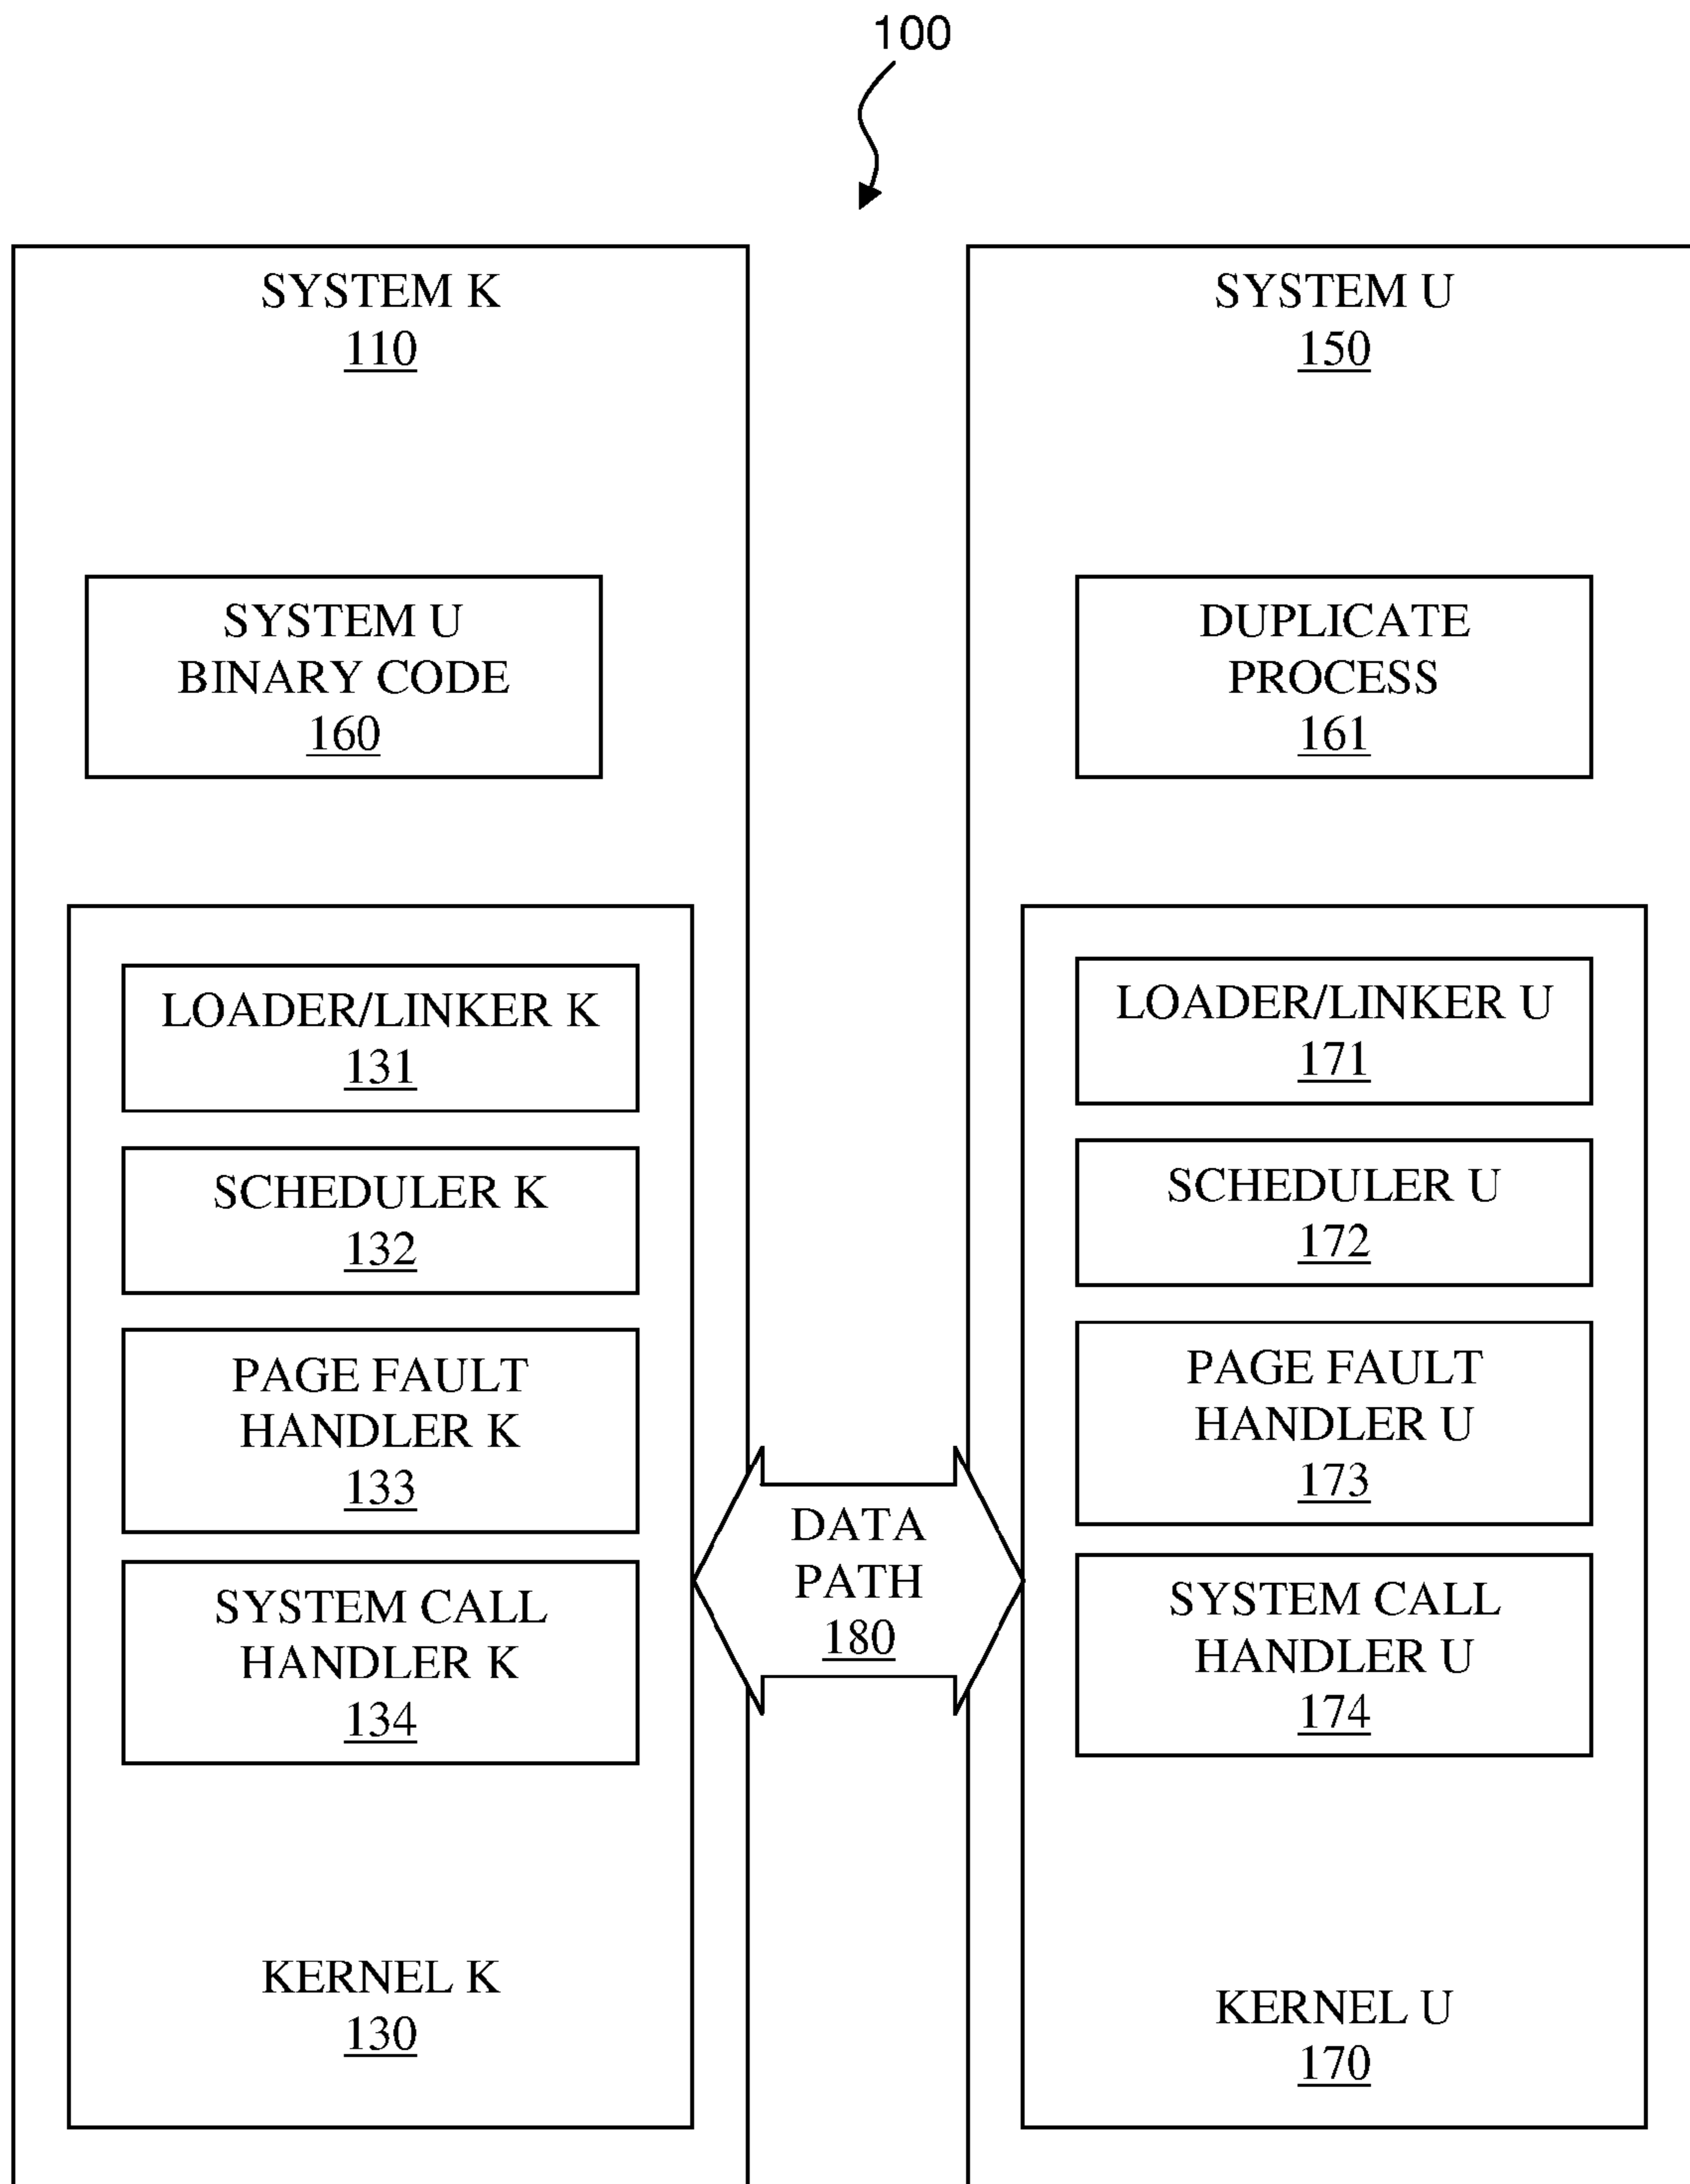 100
SYSTEM K
110
SYSTEM U
BINARY CODE
160
LOADER/LINKER K
131
SCHEDULER K
132
PAGE FAULT
HANDLER K
133
SYSTEM CALL
HANDLER K
134
KERNEL K
130
DATA
PATH
180
SYSTEM U
150
DUPLICATE
PROCESS
161
LOADER/LINKER U
171
SCHEDULER U
172
PAGE FAULT
HANDLER U
173
SYSTEM CALL
HANDLER U
174
KERNEL U
170